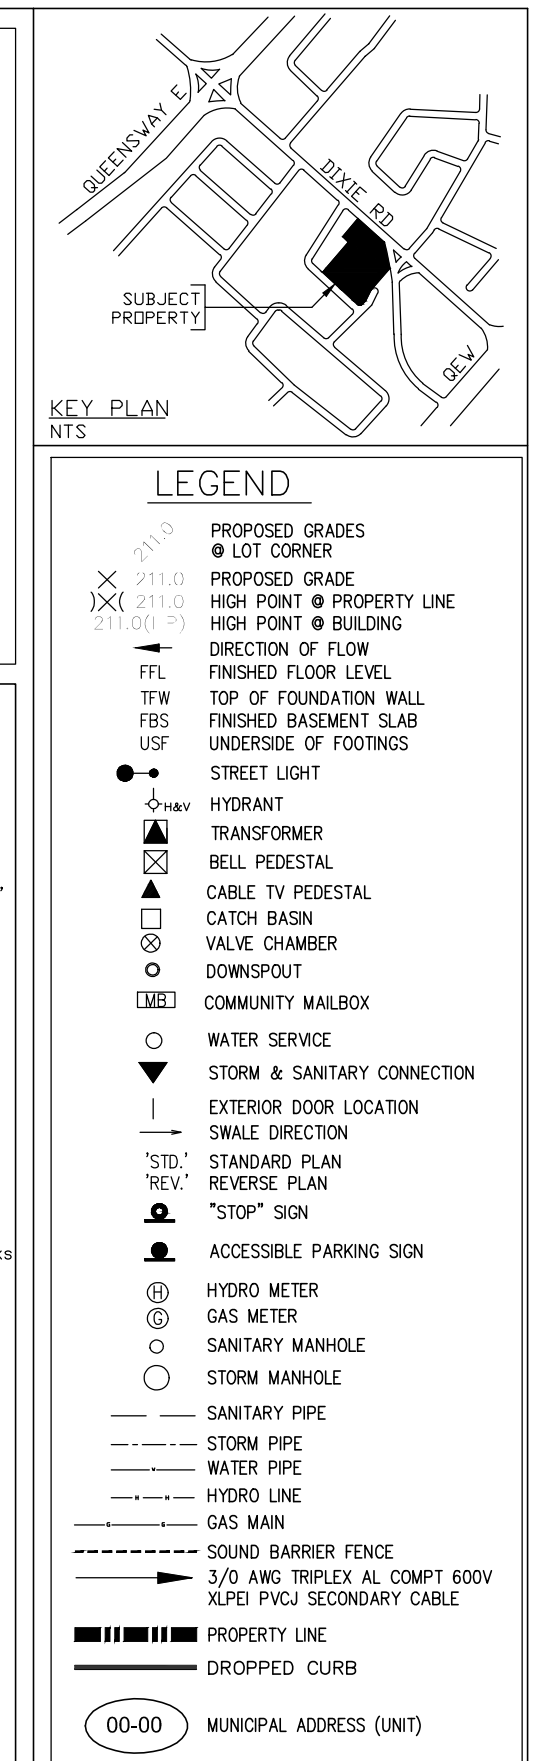 QUEENSWAY E
DIXIE RD
SUBJECT
PROPERTY
QEW
KEY PLAN
NTS
LEGEND
211.0 PROPOSED GRADES
@ LOT CORNER
211.0 PROPOSED GRADE
)X( 211.0 HIGH POINT @ PROPERTY LINE
211.0( HIGH POINT @ BUILDING
DIRECTION OF FLOW
FFL FINISHED FLOOR LEVEL
TFW TOP OF FOUNDATION WALL
FBS FINISHED BASEMENT SLAB
USF UNDERSIDE OF FOOTINGS
STREET LIGHT
H&V HYDRANT
TRANSFORMER
BELL PEDESTAL
CABLE TV PEDESTAL
CATCH BASIN
VALVE CHAMBER
DOWNSPOUT
MB COMMUNITY MAILBOX
WATER SERVICE
STORM & SANITARY CONNECTION
EXTERIOR DOOR LOCATION
SWALE DIRECTION
'STD.' STANDARD PLAN
'REV.' REVERSE PLAN
"STOP" SIGN
ACCESSIBLE PARKING SIGN
H HYDRO METER
G GAS METER
SANITARY MANHOLE
STORM MANHOLE
SANITARY PIPE
STORM PIPE
W WATER PIPE
H H HYDRO LINE
G G GAS MAIN
SOUND BARRIER FENCE
3/0 AWG TRIPLEX AL COMPT 600V
XLPEI PVCJ SECONDARY CABLE
PROPERTY LINE
DROPPED CURB
00-00 MUNICIPAL ADDRESS (UNIT)